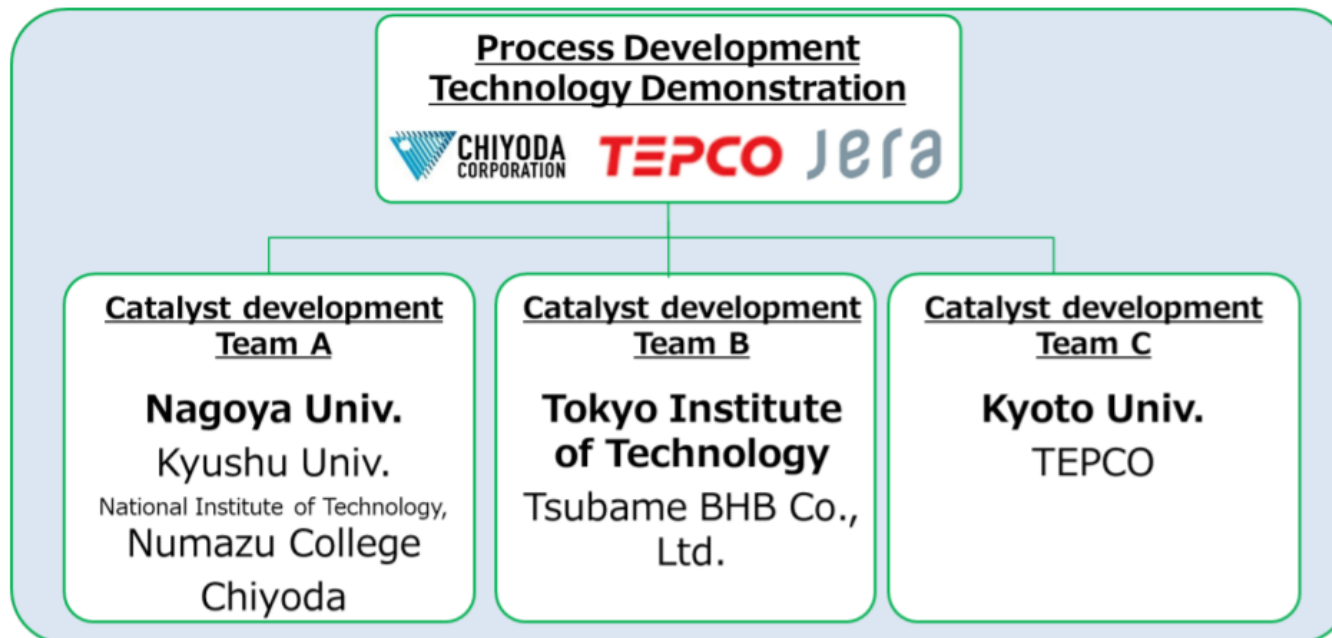 Process Development
Technology Demonstration
CHIYODA
CORPORATION
TEPCO
Jera
Catalyst development
Team A
Nagoya Univ.
Kyushu Univ.
National Institute of Technology,
Numazu College
Chiyoda
Catalyst development
Team B
Tokyo Institute
of Technology
Tsubame BHB Co.,
Ltd.
Catalyst development
Team C
Kyoto Univ.
TEPCO